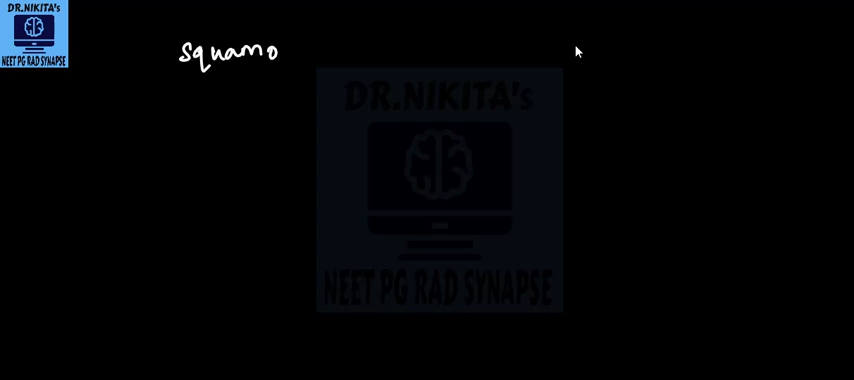 DR.NIKITA's
NEET PG RAD SYNAPSE
Squamo
DR.NIKITA's
NEET PG RAD SYNAPSE